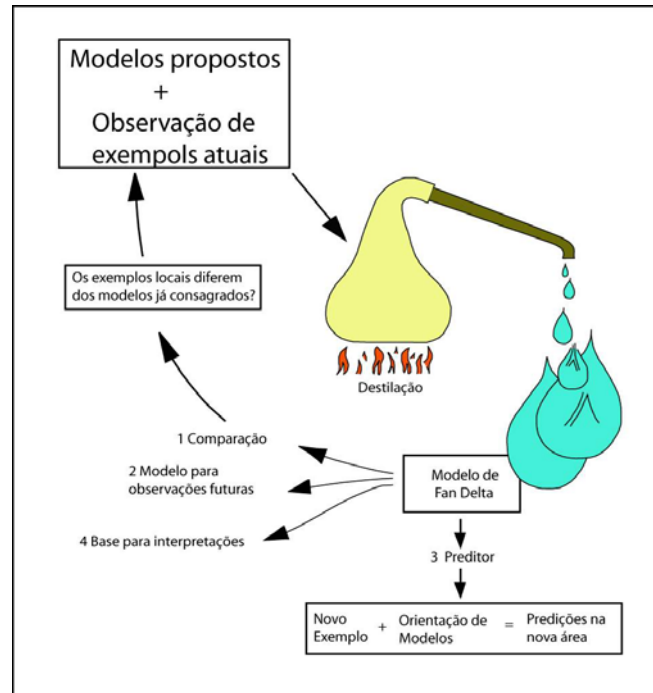 Modelos propostos
+
Observação de
exempols atuais
Os exemplos locais diferem
dos modelos já consagrados?
Destilação
1 Comparação
2 Modelo para
observações futuras
4 Base para interpretações
Modelo de
Fan Delta
3 Preditor
Novo
Exemplo
+
Orientação de
Modelos
=
Predições na
nova área